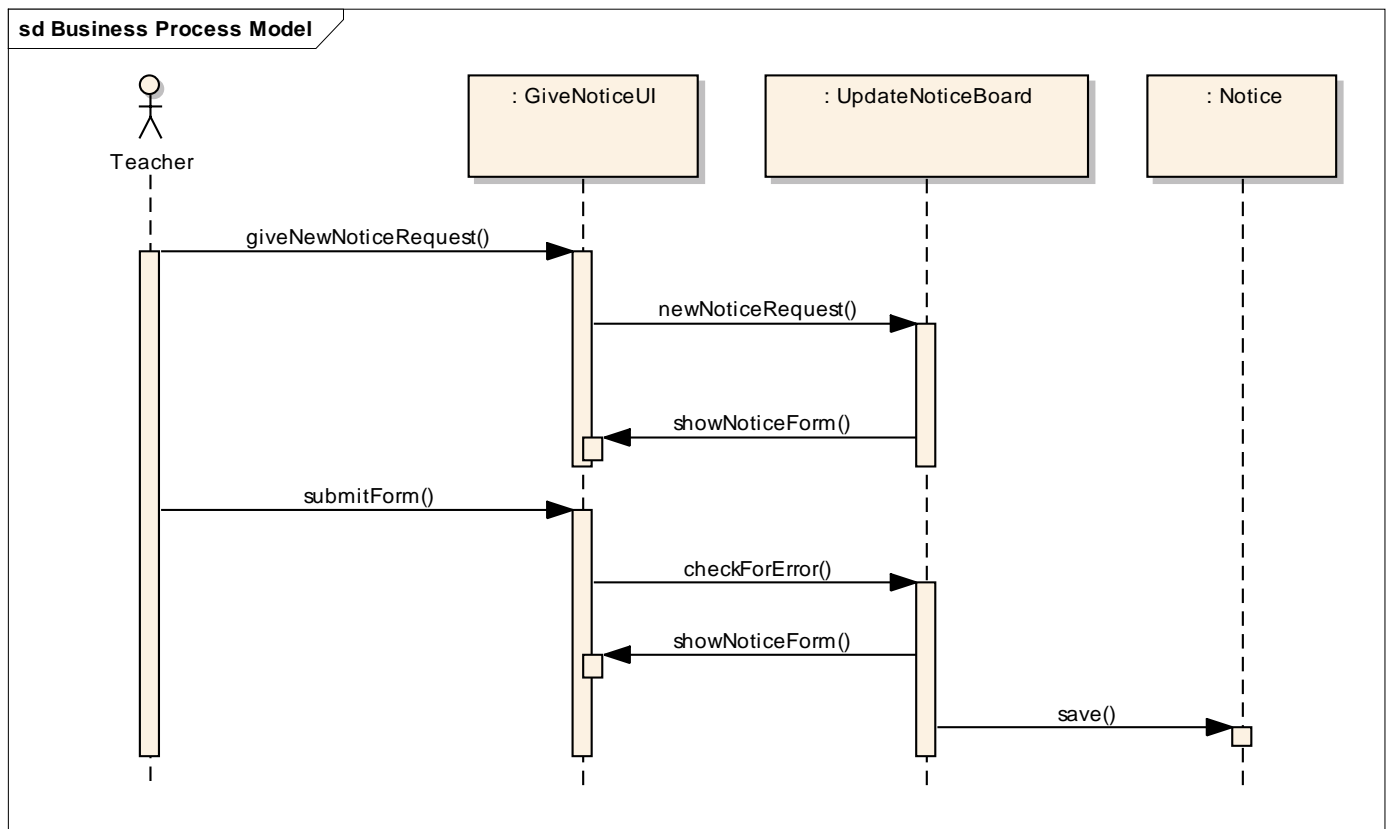 sd Business Process Model
Teacher
: GiveNoticeUI
: UpdateNoticeBoard
: Notice
giveNewNoticeRequest()
newNoticeRequest()
showNoticeForm()
submitForm()
checkForError()
showNoticeForm()
save()